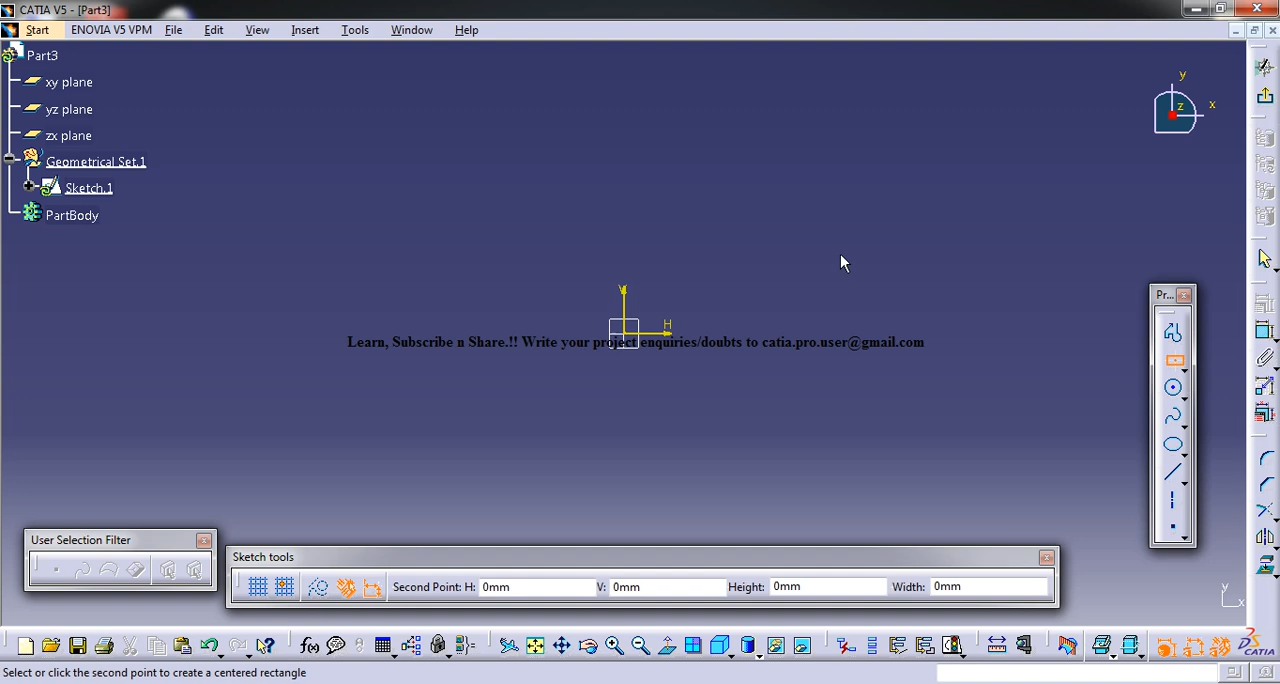 CATIA V5 - [Part3]
Start ENOVIA V5 VPM File Edit View Insert Tools Window Help
Part3
xy plane
yz plane
zx plane
Geometrical Set.1
Sketch.1
PartBody
y
x
z
V
H
Learn, Subscribe n Share.!! Write your project enquiries/doubts to catia.pro.user@gmail.com
Pr...
User Selection Filter
Sketch tools
Second Point: H: 0mm V: 0mm Height: 0mm Width: 0mm
y
x
f(x)
CATIA
Select or click the second point to create a centered rectangle